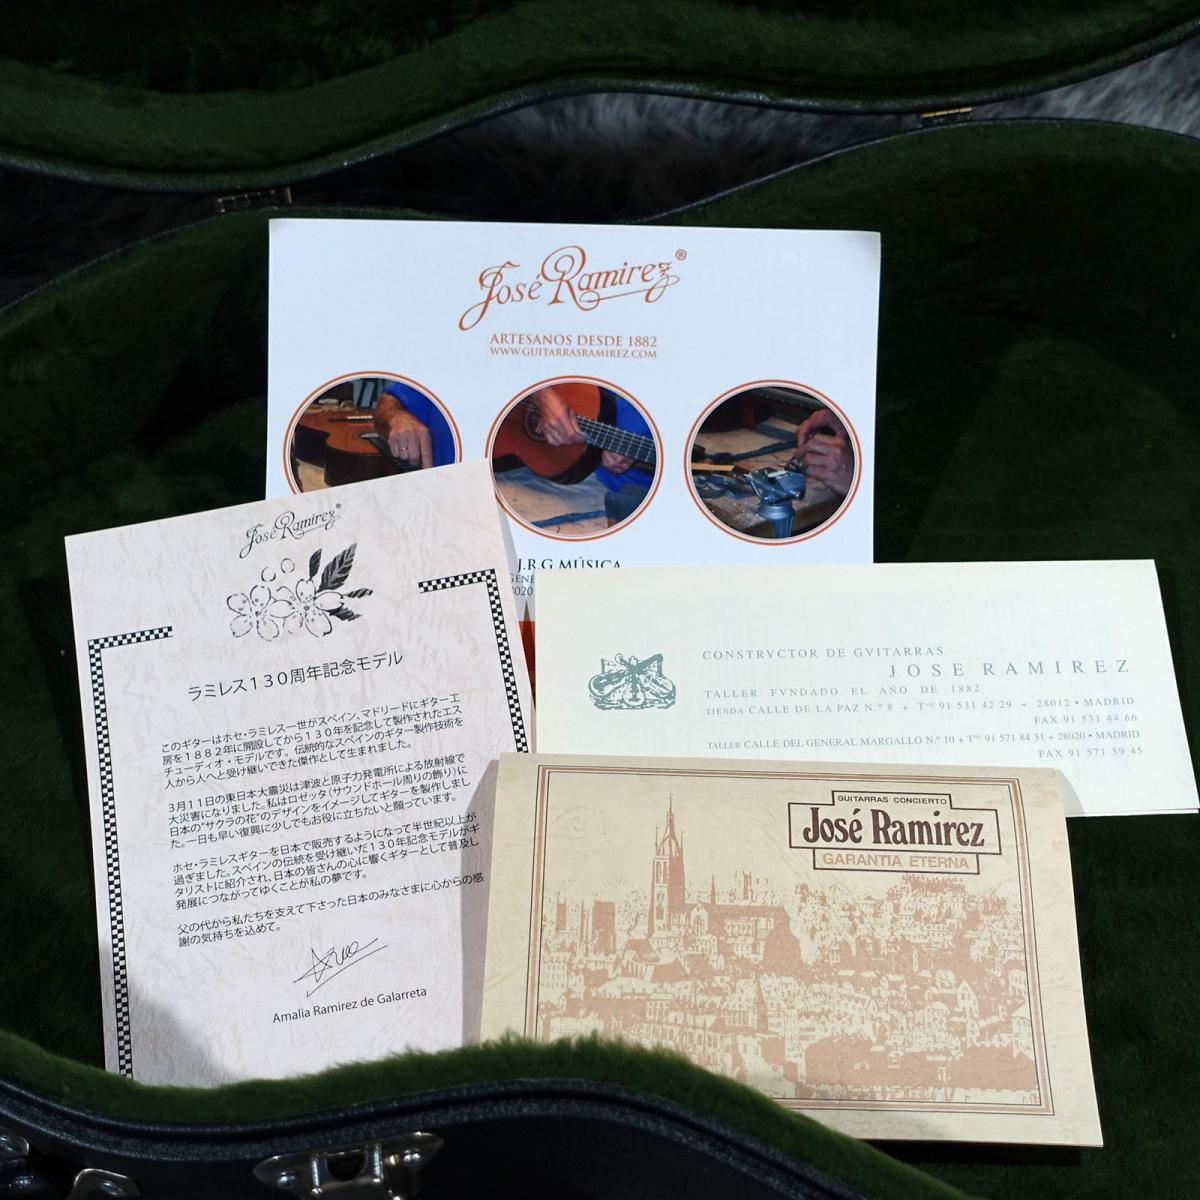 José Ramirez®
ARTESANOS DESDE 1882
WWW.GUITARRASRAMIREZ.COM
J.R.G MÚSICA
José Ramirez®
ラミレス130周年記念モデル
このギターはホセ・ラミレス一世がスペイン、マドリードにギター工
房を1882年に開設してから130年を記念して製作されたエス
チューディオ・モデルです。伝統的なスペインのギター製作技術を
人から人へと受け継いできた傑作として生まれました。
3月11日の東日本大震災は津波と原子力発電所による放射線で
大災害になりました。私はロゼッタ(サウンドホール周りの飾り)に
日本の"サクラの花"のデザインをイメージしてギターを製作しまし
た。一日も早い復興に少しでもお役に立ちたいと願っています。
ホセ・ラミレスギターを日本で販売するようになって半世紀以上が
過ぎました。スペインの伝統を受け継いだ130年記念モデルがギ
タリストに紹介され、日本の皆さんの心に響くギターとして普及し
発展につながってゆくことが私の夢です。
父の代から私たちを支えて下さった日本のみなさまに心からの感
謝の気持ちを込めて。
Amalia Ramirez de Galarreta
CONSTRVCTOR DE GVITARRAS
JOSE RAMIREZ
TALLER FVNDADO EL AÑO DE 1882
TIENDA CALLE DE LA PAZ N.º 8 + Tno 91 531 42 29 + 28012 • MADRID
FAX 91 531 44 66
TALLER CALLE DEL GENERAL MARGALLO N.º 10 + Tno 91 571 84 31 + 28020 • MADRID
FAX 91 571 59 45
GUITARRAS CONCIERTO
José Ramirez
GARANTIA ETERNA